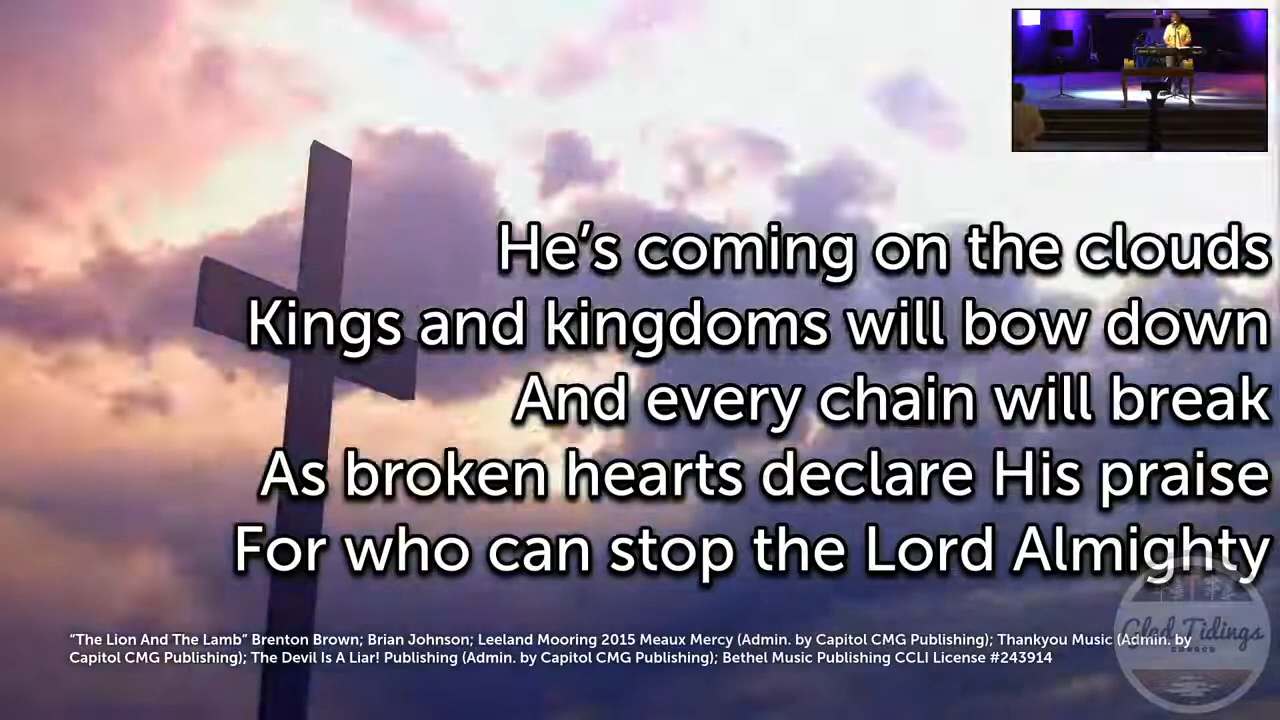 He’s coming on the clouds
Kings and kingdoms will bow down
And every chain will break
As broken hearts declare His praise
For who can stop the Lord Almighty
“The Lion And The Lamb” Brenton Brown; Brian Johnson; Leeland Mooring 2015 Meaux Mercy (Admin. by Capitol CMG Publishing); Thankyou Music (Admin. by
Capitol CMG Publishing); The Devil Is A Liar! Publishing (Admin. by Capitol CMG Publishing); Bethel Music Publishing CCLI License #243914
Glad Tidings
CHURCH